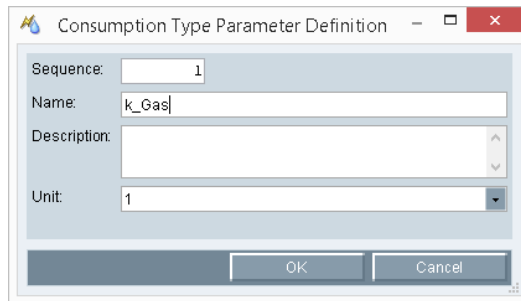 Consumption Type Parameter Definition
Sequence: 1
Name: k_Gas
Description:
Unit: 1
OK Cancel